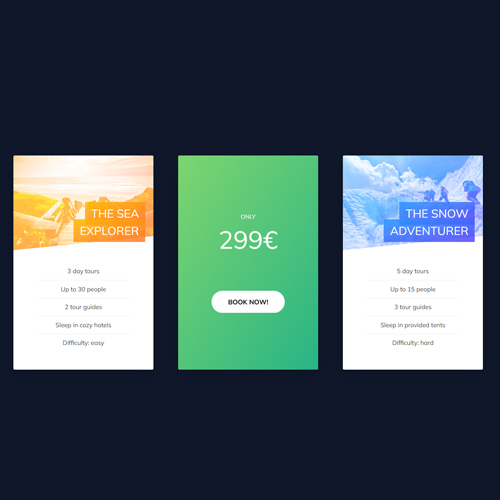 THE SEA
EXPLORER
3 day tours
Up to 30 people
2 tour guides
Sleep in cozy hotels
Difficulty: easy
ONLY
299€
BOOK NOW!
THE SNOW
ADVENTURER
5 day tours
Up to 15 people
3 tour guides
Sleep in provided tents
Difficulty: hard